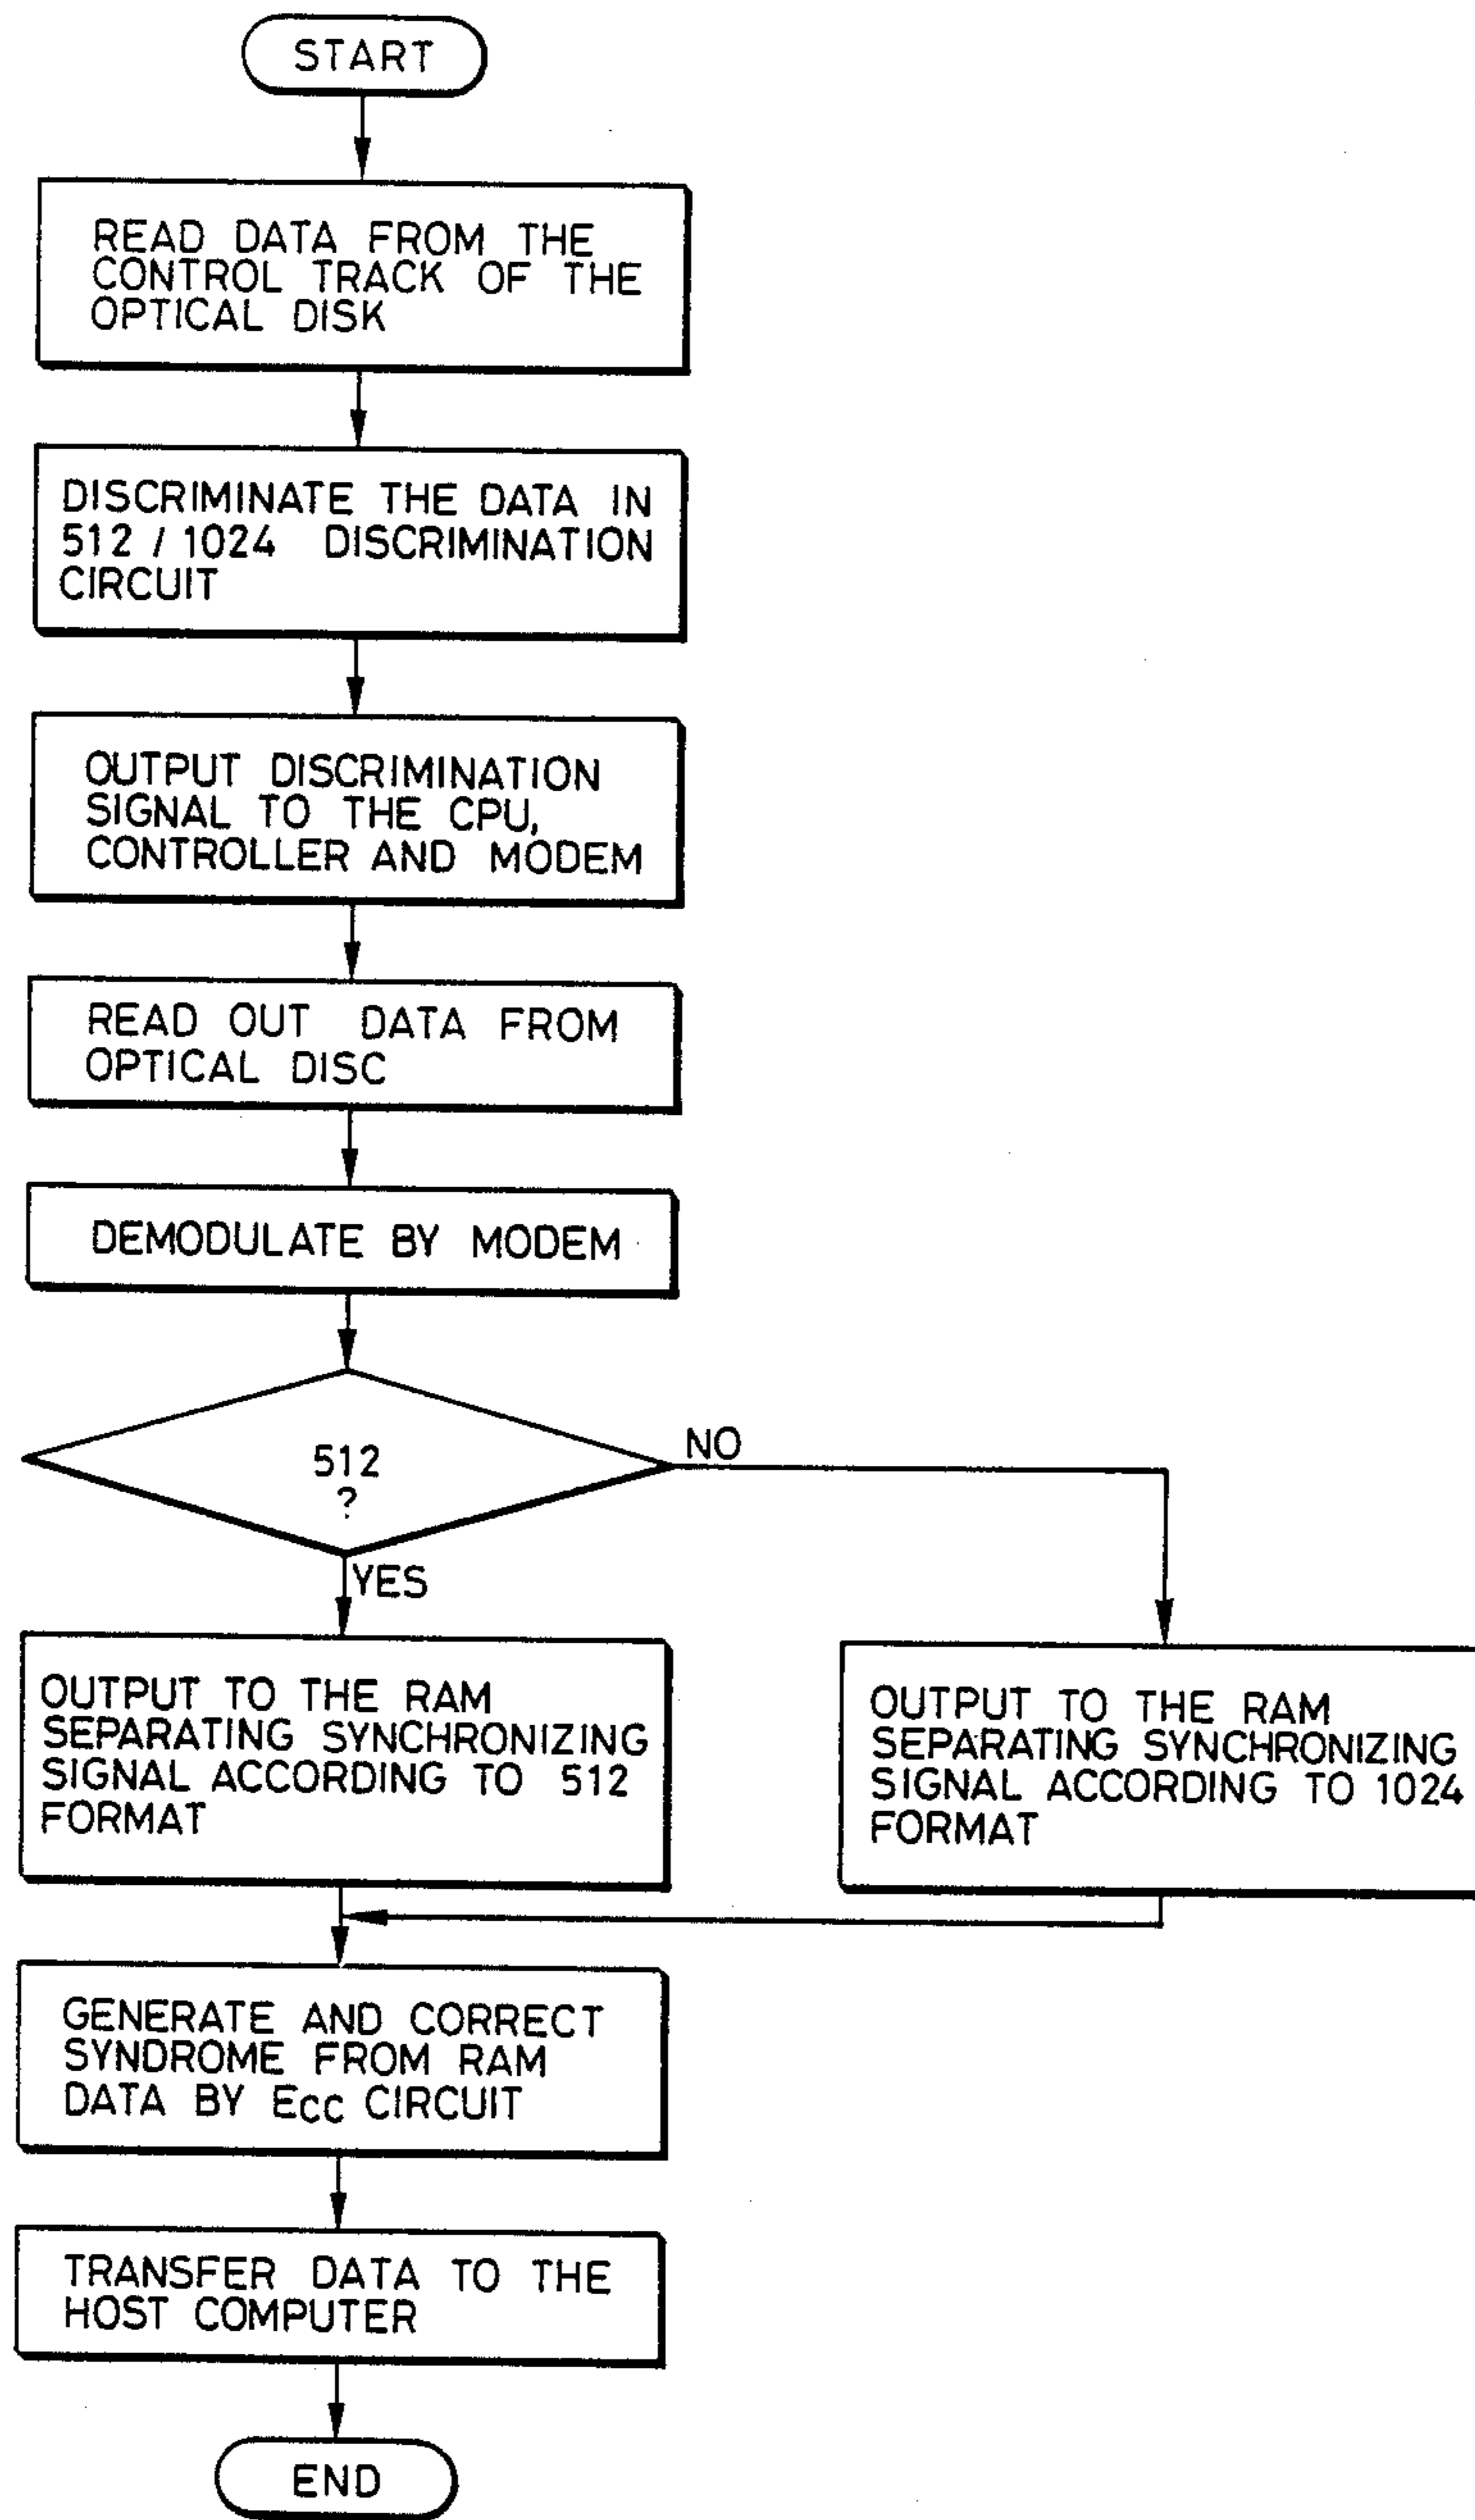 START
READ DATA FROM THE
CONTROL TRACK OF THE
OPTICAL DISK
DISCRIMINATE THE DATA IN
512 / 1024 DISCRIMINATION
CIRCUIT
OUTPUT DISCRIMINATION
SIGNAL TO THE CPU,
CONTROLLER AND MODEM
READ OUT DATA FROM
OPTICAL DISC
DEMODULATE BY MODEM
512
?
NO
YES
OUTPUT TO THE RAM
SEPARATING SYNCHRONIZING
SIGNAL ACCORDING TO 512
FORMAT
OUTPUT TO THE RAM
SEPARATING SYNCHRONIZING
SIGNAL ACCORDING TO 1024
FORMAT
GENERATE AND CORRECT
SYNDROME FROM RAM
DATA BY ECC CIRCUIT
TRANSFER DATA TO THE
HOST COMPUTER
END